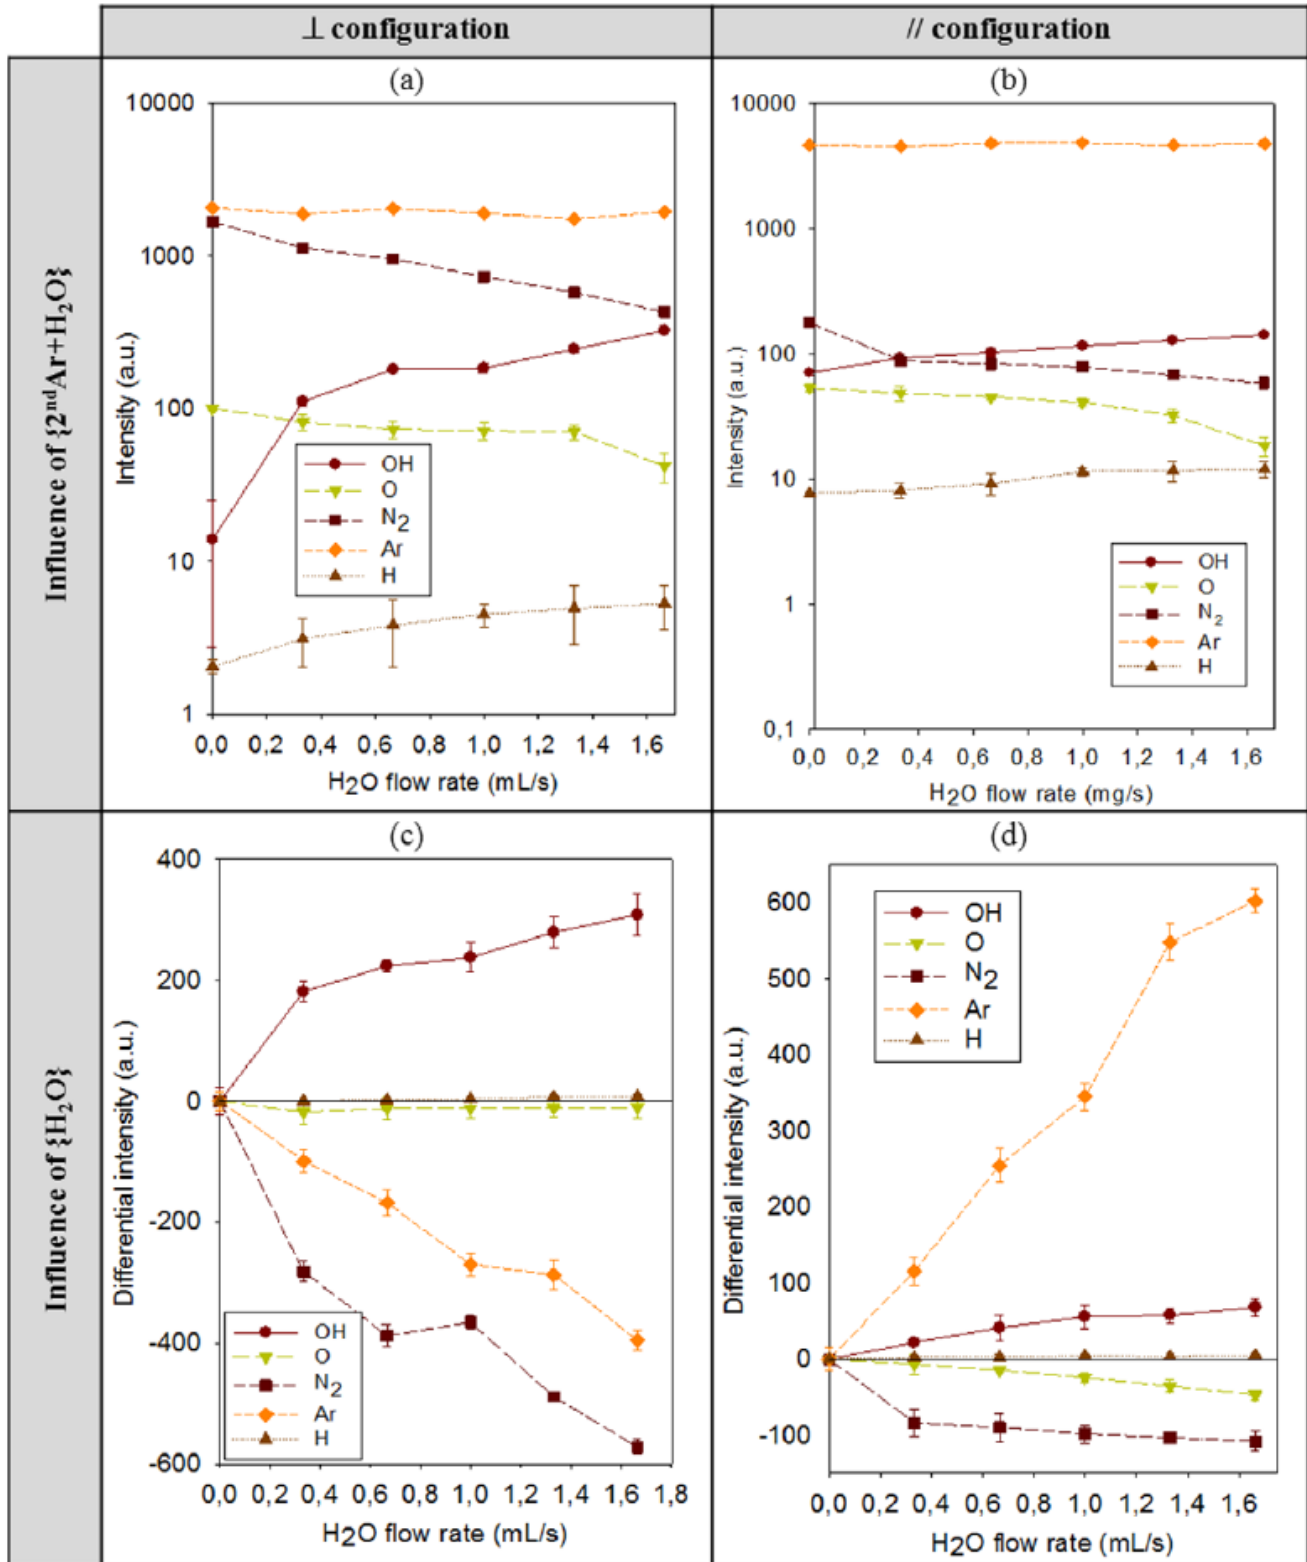 ⊥ configuration
// configuration
Influence of {2ndAr+H2O}
(a)
10000
1000
100
10
1
Intensity (a.u.)
OH
O
N2
Ar
H
0,0 0,2 0,4 0,6 0,8 1,0 1,2 1,4 1,6
H2O flow rate (mL/s)
(b)
10000
1000
100
10
1
0,1
Intensity (a.u.)
OH
O
N2
Ar
H
0,0 0,2 0,4 0,6 0,8 1,0 1,2 1,4 1,6
H2O flow rate (mg/s)
Influence of {H2O}
(c)
400
200
0
-200
-400
-600
Differential intensity (a.u.)
OH
O
N2
Ar
H
0,0 0,2 0,4 0,6 0,8 1,0 1,2 1,4 1,6 1,8
H2O flow rate (mL/s)
(d)
600
500
400
300
200
100
0
-100
Differential intensity (a.u.)
OH
O
N2
Ar
H
0,0 0,2 0,4 0,6 0,8 1,0 1,2 1,4 1,6
H2O flow rate (mL/s)